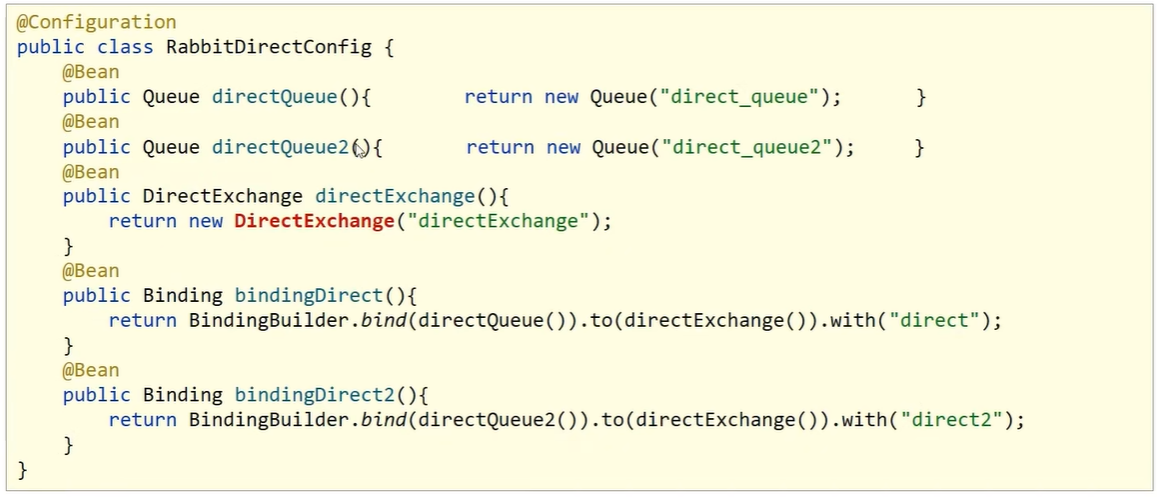 @Configuration
public class RabbitDirectConfig {
    @Bean
    public Queue directQueue(){        return new Queue("direct_queue");       }
    @Bean
    public Queue directQueue2(){       return new Queue("direct_queue2");     }
    @Bean
    public DirectExchange directExchange(){
        return new DirectExchange("directExchange");
    }
    @Bean
    public Binding bindingDirect(){
        return BindingBuilder.bind(directQueue()).to(directExchange()).with("direct");
    }
    @Bean
    public Binding bindingDirect2(){
        return BindingBuilder.bind(directQueue2()).to(directExchange()).with("direct2");
    }
}